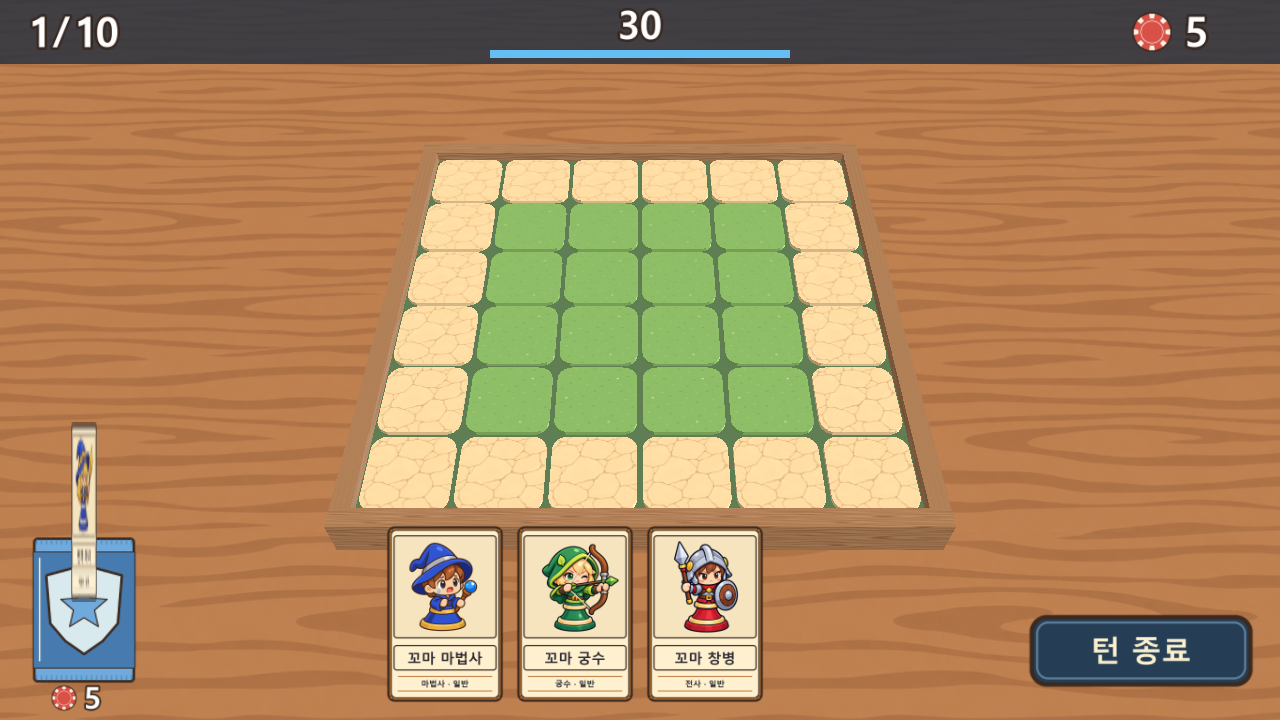 1/10
30
5
꼬마 마법사
마법사 · 일반
꼬마 궁수
궁수 · 일반
꼬마 창병
전사 · 일반
턴 종료
5